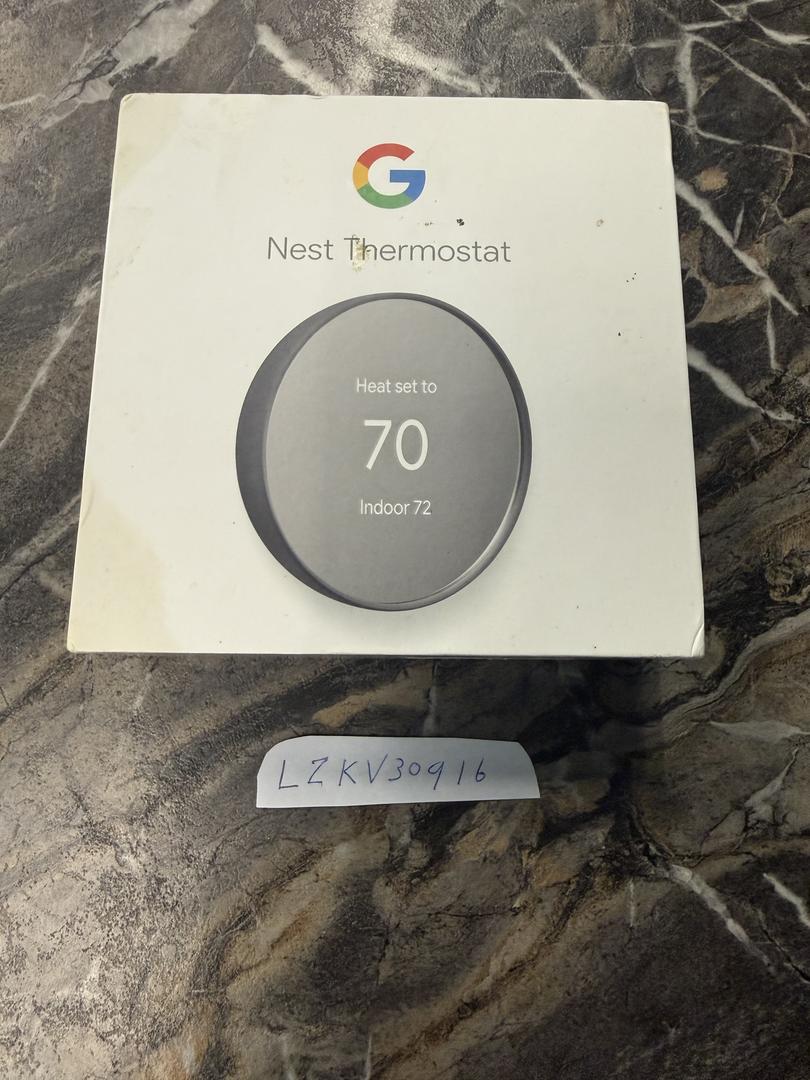 G
Nest Thermostat
Heat set to
70
Indoor 72
LZKV30916